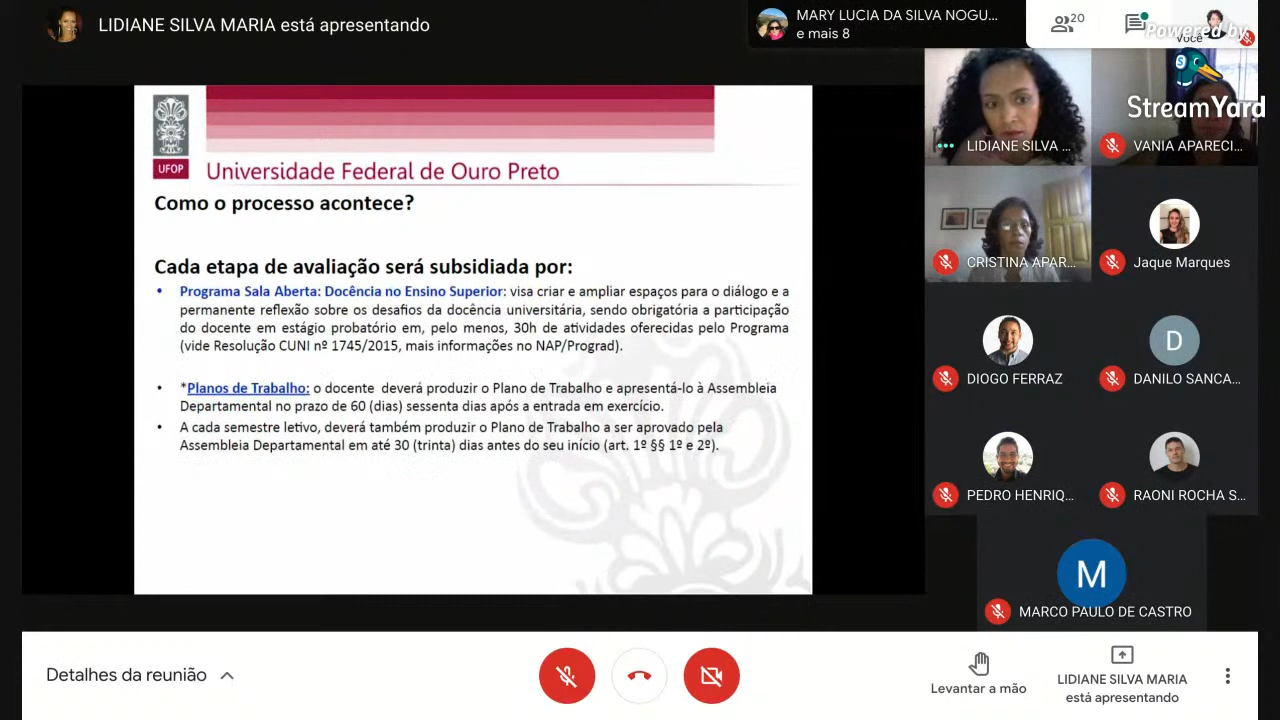 LIDIANE SILVA MARIA está apresentando
MARY LUCIA DA SILVA NOGU...
e mais 8
20
Você
Powered by
StreamYard
UFOP
Universidade Federal de Ouro Preto
Como o processo acontece?
Cada etapa de avaliação será subsidiada por:
• Programa Sala Aberta: Docência no Ensino Superior: visa criar e ampliar espaços para o diálogo e a
permanente reflexão sobre os desafios da docência universitária, sendo obrigatória a participação
do docente em estágio probatório em, pelo menos, 30h de atividades oferecidas pelo Programa
(vide Resolução CUNI nº 1745/2015, mais informações no NAP/Prograd).
• *Planos de Trabalho: o docente deverá produzir o Plano de Trabalho e apresentá-lo à Assembleia
Departamental no prazo de 60 (dias) sessenta dias após a entrada em exercício.
• A cada semestre letivo, deverá também produzir o Plano de Trabalho a ser aprovado pela
Assembleia Departamental em até 30 (trinta) dias antes do seu início (art. 1º §§ 1º e 2º).
LIDIANE SILVA ...
VANIA APARECI...
CRISTINA APAR...
Jaque Marques
DIOGO FERRAZ
D
DANILO SANCA...
PEDRO HENRIQ...
RAONI ROCHA S...
M
MARCO PAULO DE CASTRO
Detalhes da reunião
Levantar a mão
LIDIANE SILVA MARIA
está apresentando